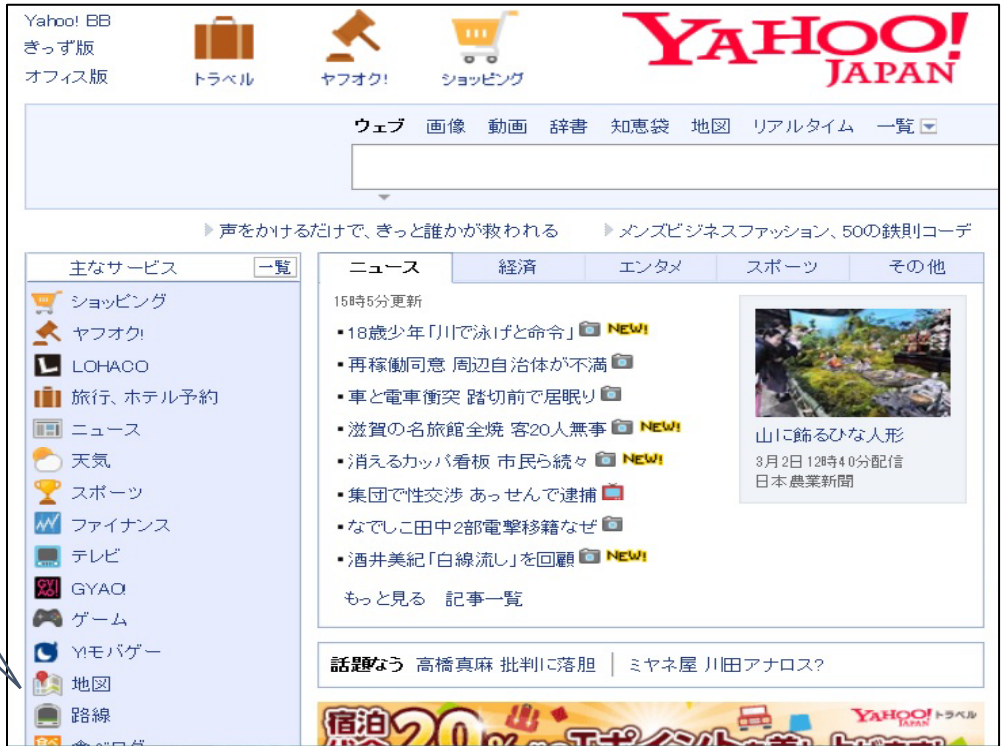 Yahoo! BB
きっず版
オフィス版
トラベル
ヤフオク!
ショッピング
YAHOO!
JAPAN
ウェブ 画像 動画 辞書 知恵袋 地図 リアルタイム 一覧
声をかけるだけで、きっと誰かが救われる
メンズビジネスファッション、50の鉄則コーデ
主なサービス 一覧
ショッピング
ヤフオク!
LOHACO
旅行、ホテル予約
ニュース
天気
スポーツ
ファイナンス
テレビ
GYAO!
ゲーム
Y!モバゲー
地図
路線
食べログ
ニュース 経済 エンタメ スポーツ その他
15時5分更新
18歳少年「川で泳げと命令」 NEW!
再稼働同意 周辺自治体が不満
車と電車衝突 踏切前で居眠り
滋賀の名旅館全焼 客20人無事 NEW!
消えるカッパ看板 市民ら続々 NEW!
集団で性交渉 あっせんで逮捕
なでしこ田中2部電撃移籍なぜ
酒井美紀「白線流し」を回顧 NEW!
もっと見る 記事一覧
山に飾るひな人形
3月2日12時40分配信
日本農業新聞
話題なう 高橋真麻 批判に落胆 | ミヤネ屋 川田アナロス?
宿泊
代金 20%
YAHOO! JAPAN トラベル